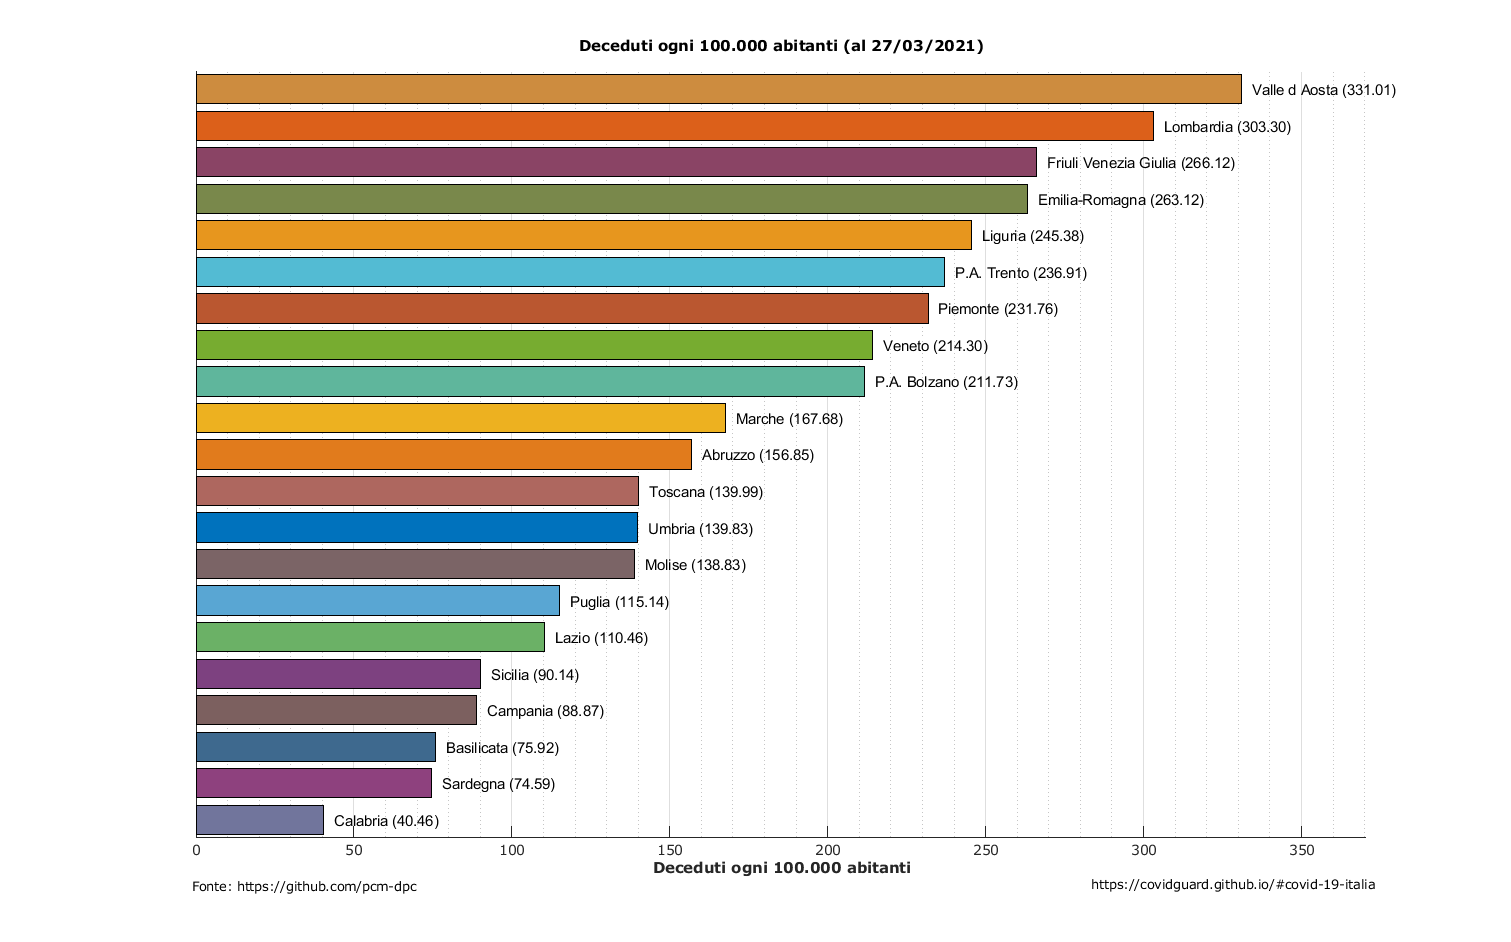 Deceduti ogni 100.000 abitanti (al 27/03/2021)
Valle d Aosta (331.01)
Lombardia (303.30)
Friuli Venezia Giulia (266.12)
Emilia-Romagna (263.12)
Liguria (245.38)
P.A. Trento (236.91)
Piemonte (231.76)
Veneto (214.30)
P.A. Bolzano (211.73)
Marche (167.68)
Abruzzo (156.85)
Toscana (139.99)
Umbria (139.83)
Molise (138.83)
Puglia (115.14)
Lazio (110.46)
Sicilia (90.14)
Campania (88.87)
Basilicata (75.92)
Sardegna (74.59)
Calabria (40.46)
0 50 100 150 200 250 300 350
Deceduti ogni 100.000 abitanti
Fonte: https://github.com/pcm-dpc
https://covidguard.github.io/#covid-19-italia